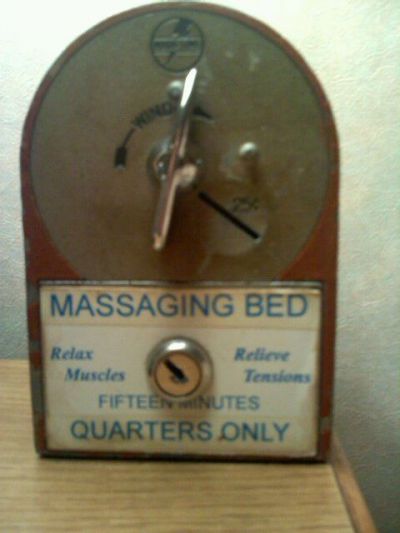 WIND
25¢
MASSAGING BED
Relax
Muscles
Relieve
Tensions
FIFTEEN MINUTES
QUARTERS ONLY